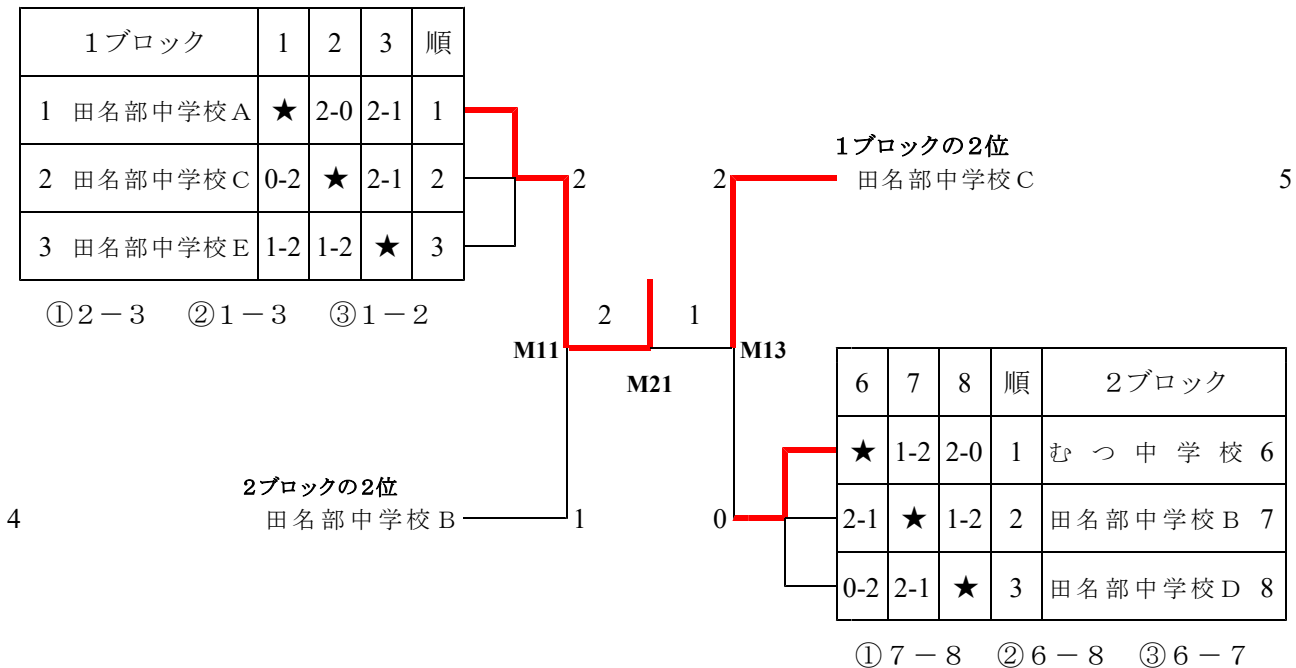 １ブロック 1 2 3 順
1 田名部中学校Ａ ★ 2-0 2-1 1
2 田名部中学校Ｃ 0-2 ★ 2-1 2
3 田名部中学校Ｅ 1-2 1-2 ★ 3
①２－３ ②１－３ ③１－２
１ブロックの２位
2 2 田名部中学校Ｃ 5
2 1
M11 M13
M21
6 7 8 順 ２ブロック
★ 1-2 2-0 1 むつ中学校 6
2-1 ★ 1-2 2 田名部中学校Ｂ 7
0-2 2-1 ★ 3 田名部中学校Ｄ 8
２ブロックの２位
4 田名部中学校Ｂ 1 0
①７－８ ②６－８ ③６－７